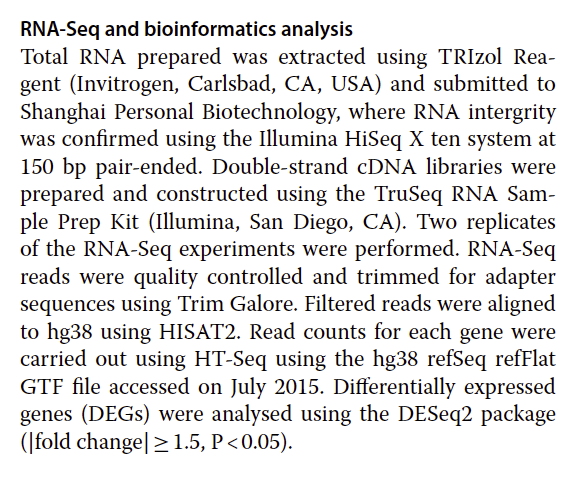 RNA-Seq and bioinformatics analysis
Total RNA prepared was extracted using TRIzol Rea-
gent (Invitrogen, Carlsbad, CA, USA) and submitted to
Shanghai Personal Biotechnology, where RNA intergrity
was confirmed using the Illumina HiSeq X ten system at
150 bp pair-ended. Double-strand cDNA libraries were
prepared and constructed using the TruSeq RNA Sam-
ple Prep Kit (Illumina, San Diego, CA). Two replicates
of the RNA-Seq experiments were performed. RNA-Seq
reads were quality controlled and trimmed for adapter
sequences using Trim Galore. Filtered reads were aligned
to hg38 using HISAT2. Read counts for each gene were
carried out using HT-Seq using the hg38 refSeq refFlat
GTF file accessed on July 2015. Differentially expressed
genes (DEGs) were analysed using the DESeq2 package
(|fold change| ≥ 1.5, P < 0.05).